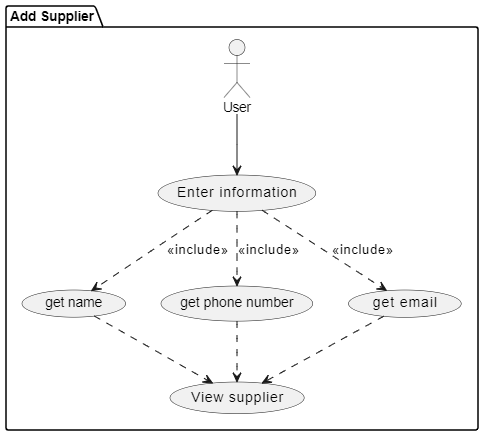 Add Supplier
User
Enter information
«include» «include» «include»
get name get phone number get email
View supplier